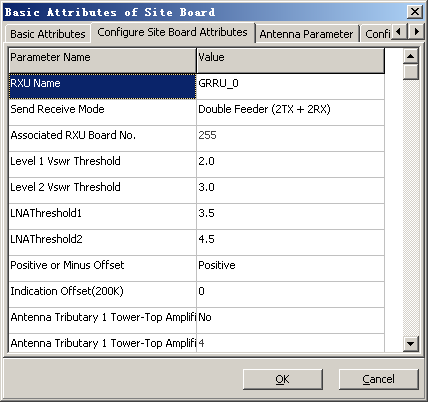 Basic Attributes of Site Board
Basic Attributes Configure Site Board Attributes Antenna Parameter Confi
Parameter Name Value
RXU Name GRRU_0
Send Receive Mode Double Feeder (2TX + 2RX)
Associated RXU Board No. 255
Level 1 Vswr Threshold 2.0
Level 2 Vswr Threshold 3.0
LNAThreshold1 3.5
LNAThreshold2 4.5
Positive or Minus Offset Positive
Indication Offset(200K) 0
Antenna Tributary 1 Tower-Top Amplifi No
Antenna Tributary 1 Tower-Top Amplifi 4
OK Cancel